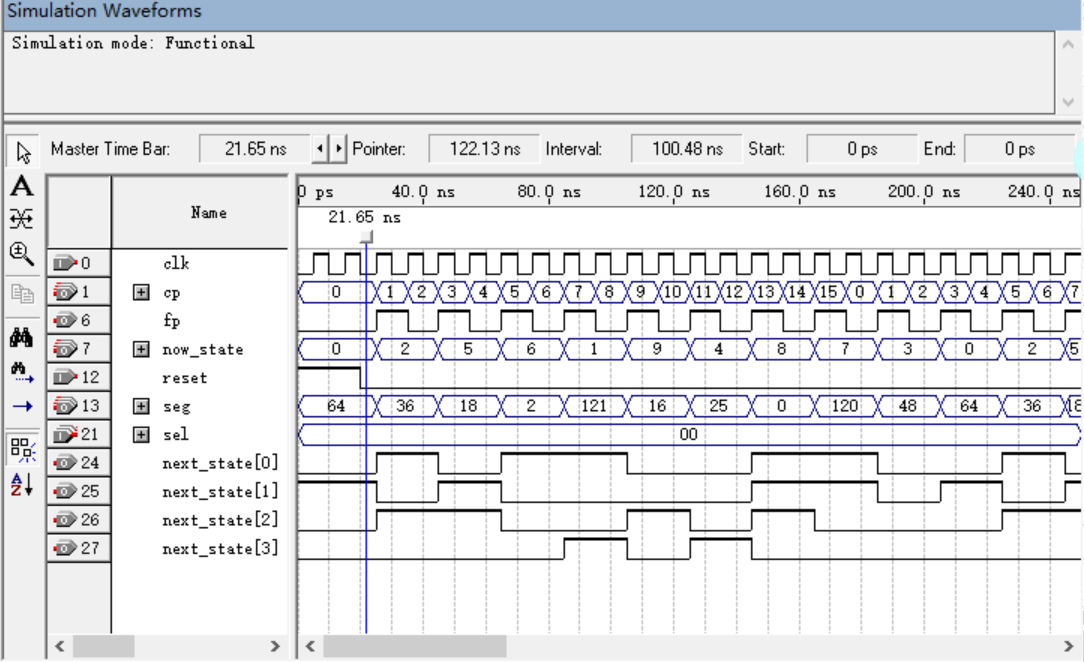 Simulation Waveforms
Simulation mode: Functional
Master Time Bar: 21.65 ns Pointer: 122.13 ns Interval: 100.48 ns Start: 0 ps End: 0 ps
Name 0 ps 40.0 ns 80.0 ns 120.0 ns 160.0 ns 200.0 ns 240.0 ns
21.65 ns
0 clk
1 cp 0 1 2 3 4 5 6 7 8 9 10 11 12 13 14 15 0 1 2 3 4 5 6 7
6 fp
7 now_state 0 2 5 6 1 9 4 8 7 3 0 2 5
12 reset
13 seg 64 36 18 2 121 16 25 0 120 48 64 36 18
21 sel 00
24 next_state[0]
25 next_state[1]
26 next_state[2]
27 next_state[3]